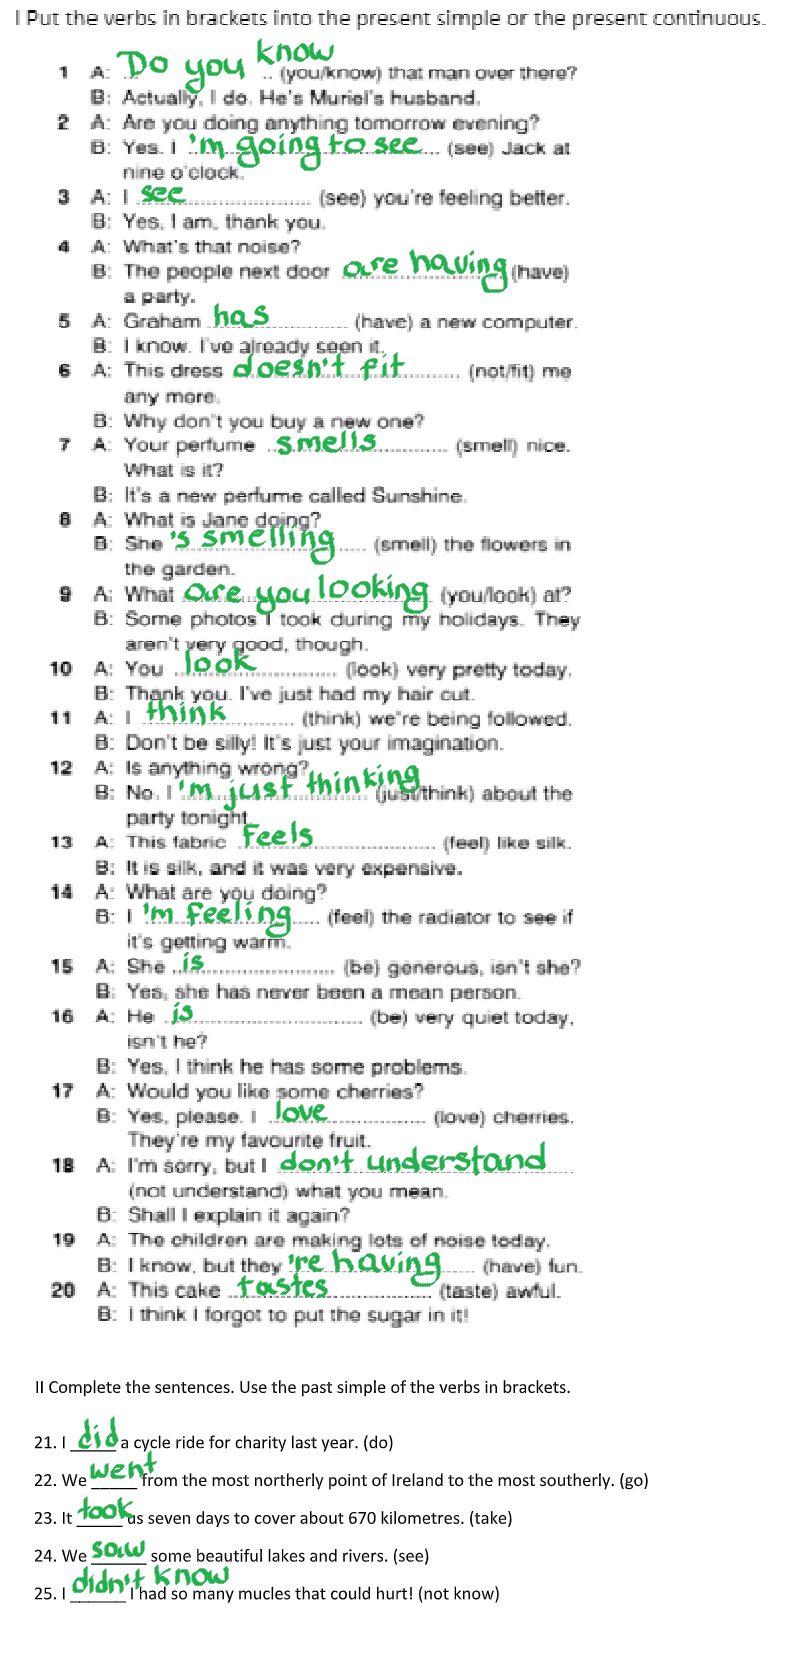 I Put the verbs in brackets into the present simple or the present continuous.
1 A: Do you know .. (you/know) that man over there?
B: Actually, I do. He's Muriel's husband.
2 A: Are you doing anything tomorrow evening?
B: Yes. I 'm going to see (see) Jack at
nine o'clock.
3 A: I see (see) you're feeling better.
B: Yes, I am, thank you.
4 A: What's that noise?
B: The people next door are having (have)
a party.
5 A: Graham has (have) a new computer.
B: I know. I've already seen it.
6 A: This dress doesn't fit (not/fit) me
any more.
B: Why don't you buy a new one?
7 A: Your perfume smells (smell) nice.
What is it?
B: It's a new perfume called Sunshine.
8 A: What is Jane doing?
B: She 's smelling (smell) the flowers in
the garden.
9 A: What are you looking (you/look) at?
B: Some photos I took during my holidays. They
aren't very good, though.
10 A: You look (look) very pretty today.
B: Thank you. I've just had my hair cut.
11 A: I think (think) we're being followed.
B: Don't be silly! It's just your imagination.
12 A: Is anything wrong?
B: No. I 'm just thinking (just/think) about the
party tonight.
13 A: This fabric feels (feel) like silk.
B: It is silk, and it was very expensive.
14 A: What are you doing?
B: I 'm feeling (feel) the radiator to see if
it's getting warm.
15 A: She is (be) generous, isn't she?
B: Yes, she has never been a mean person.
16 A: He is (be) very quiet today,
isn't he?
B: Yes, I think he has some problems.
17 A: Would you like some cherries?
B: Yes, please. I love (love) cherries.
They're my favourite fruit.
18 A: I'm sorry, but I don't understand
(not understand) what you mean.
B: Shall I explain it again?
19 A: The children are making lots of noise today.
B: I know, but they 're having (have) fun.
20 A: This cake tastes (taste) awful.
B: I think I forgot to put the sugar in it!
II Complete the sentences. Use the past simple of the verbs in brackets.
21. I did a cycle ride for charity last year. (do)
22. We went from the most northerly point of Ireland to the most southerly. (go)
23. It took us seven days to cover about 670 kilometres. (take)
24. We saw some beautiful lakes and rivers. (see)
25. I didn't know I had so many mucles that could hurt! (not know)